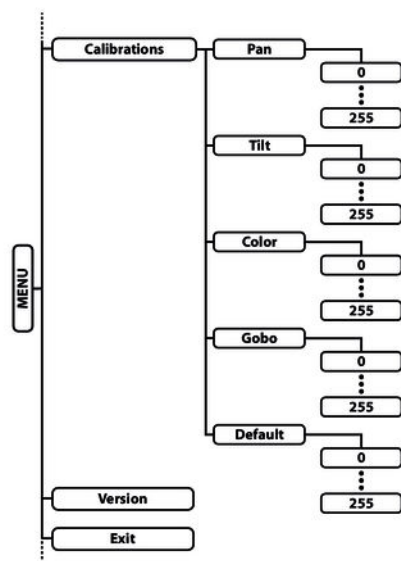 Calibrations
Pan
0
255
Tilt
0
255
Color
0
255
MENU
Gobo
0
255
Default
0
255
Version
Exit